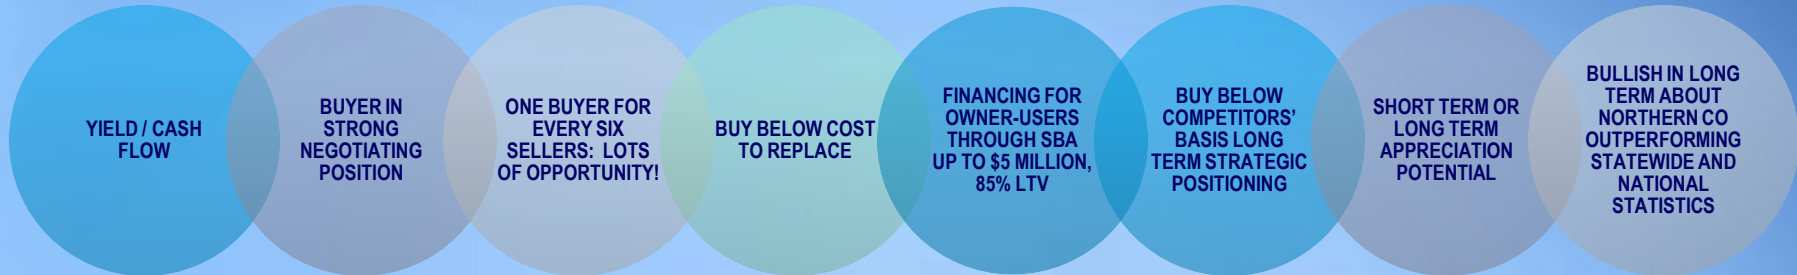 YIELD / CASH
FLOW
BUYER IN
STRONG
NEGOTIATING
POSITION
ONE BUYER FOR
EVERY SIX
SELLERS: LOTS
OF OPPORTUNITY!
BUY BELOW COST
TO REPLACE
FINANCING FOR
OWNER-USERS
THROUGH SBA
UP TO $5 MILLION,
85% LTV
BUY BELOW
COMPETITORS'
BASIS LONG
TERM STRATEGIC
POSITIONING
SHORT TERM OR
LONG TERM
APPRECIATION
POTENTIAL
BULLISH IN LONG
TERM ABOUT
NORTHERN CO
OUTPERFORMING
STATEWIDE AND
NATIONAL
STATISTICS